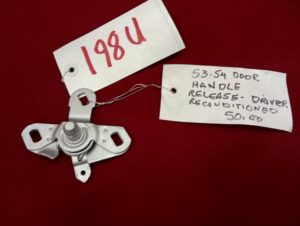 198U
53-54 DOOR
HANDLE
RELEASE- DRIVER
RECONDITIONED
50.00